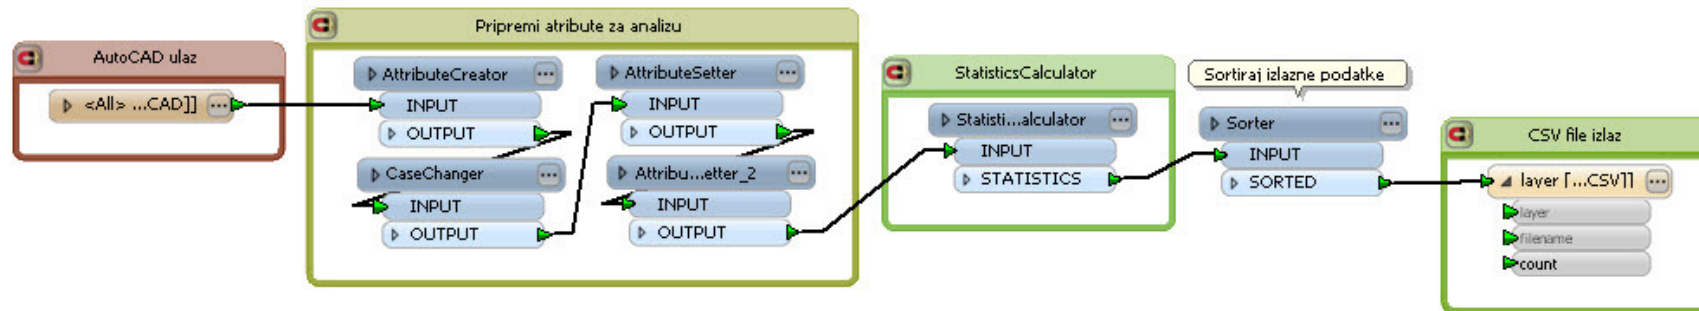 AutoCAD ulaz
<All> ...CAD]]
Pripremi atribute za analizu
AttributeCreator
INPUT
OUTPUT
CaseChanger
INPUT
OUTPUT
AttributeSetter
INPUT
OUTPUT
Attribu...etter_2
INPUT
OUTPUT
StatisticsCalculator
Statisti...alculator
INPUT
STATISTICS
Sortiraj izlazne podatke
Sorter
INPUT
SORTED
CSV file izlaz
layer [...CSV]]
layer
filename
count